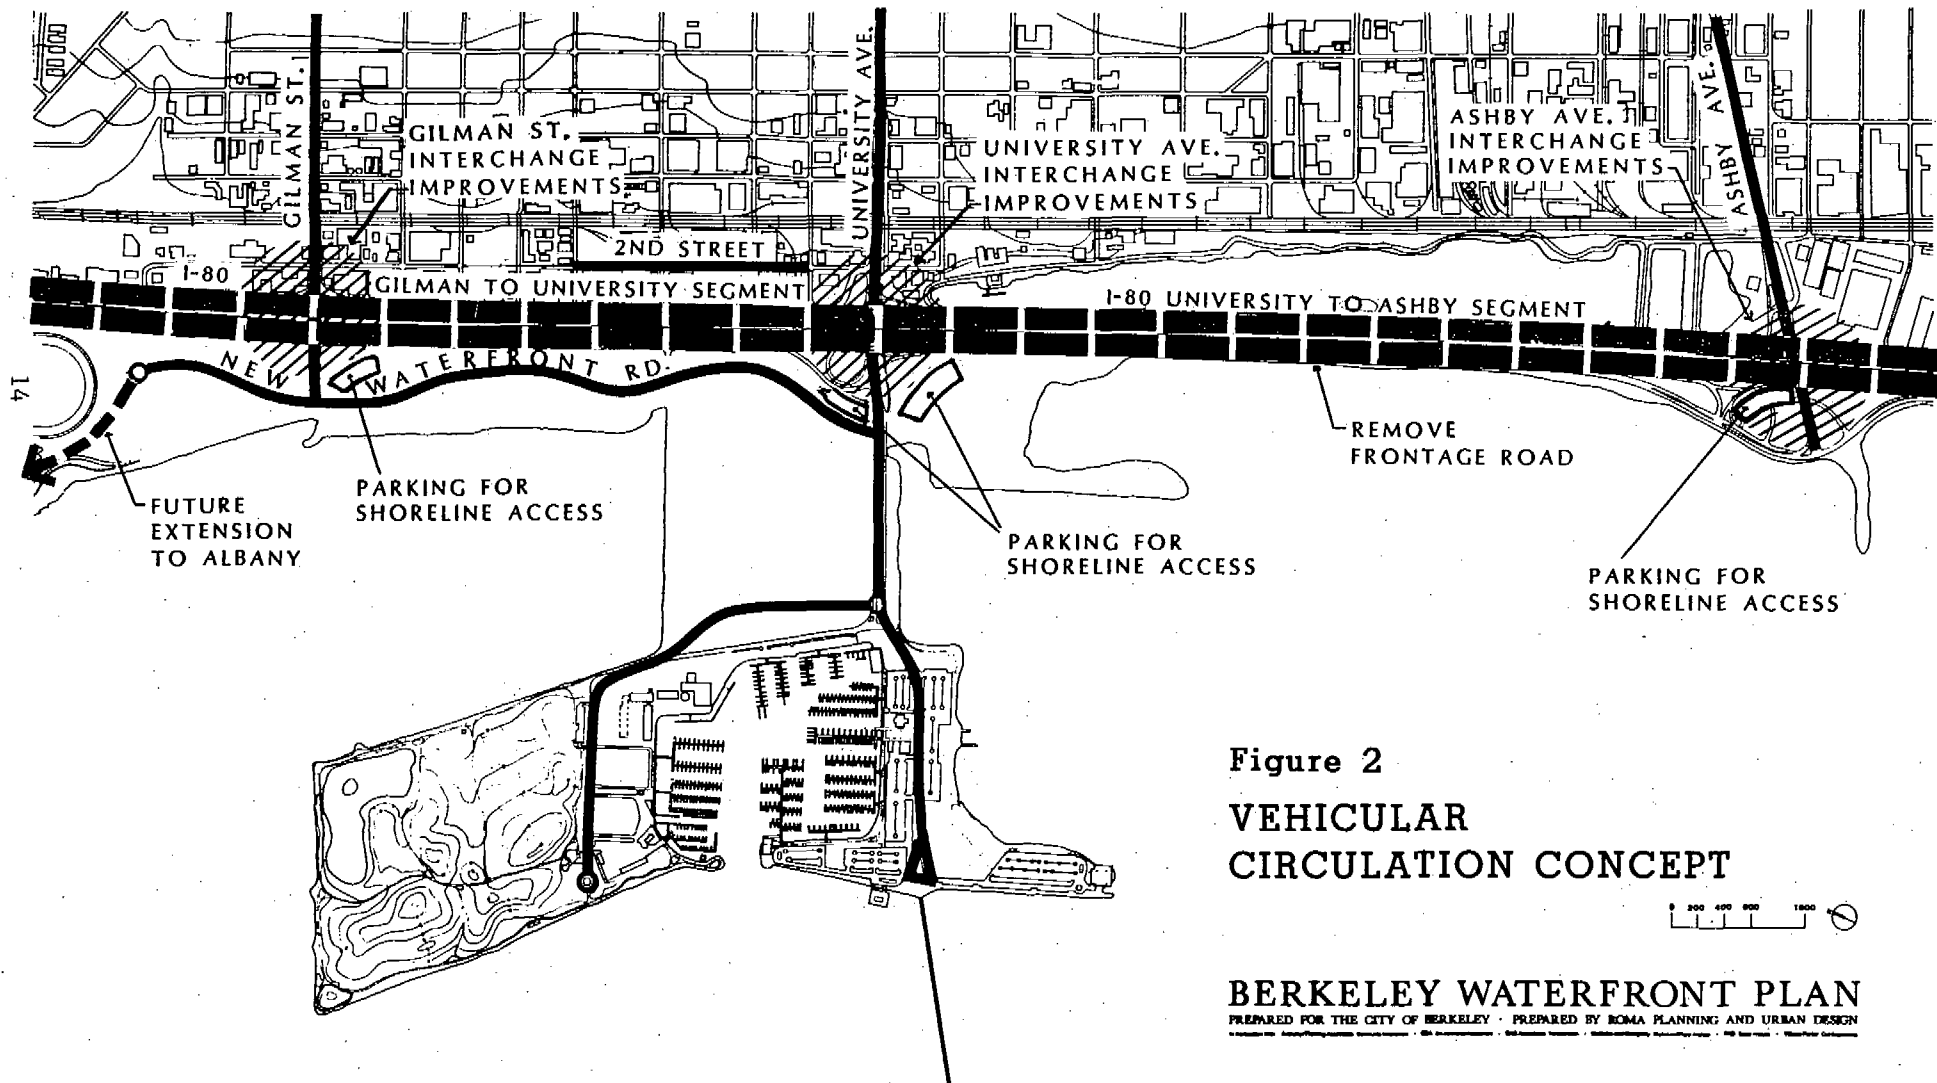 GILMAN ST.
UNIVERSITY AVE.
ASHBY AVE.
ASHBY AVE.
INTERCHANGE
IMPROVEMENTS
GILMAN ST.
INTERCHANGE
IMPROVEMENTS
UNIVERSITY AVE.
INTERCHANGE
IMPROVEMENTS
2ND STREET
I-80
GILMAN TO UNIVERSITY SEGMENT
I-80 UNIVERSITY TO ASHBY SEGMENT
NEW WATERFRONT RD.
14
REMOVE
FRONTAGE ROAD
FUTURE
EXTENSION
TO ALBANY
PARKING FOR
SHORELINE ACCESS
PARKING FOR
SHORELINE ACCESS
PARKING FOR
SHORELINE ACCESS
Figure 2
VEHICULAR
CIRCULATION CONCEPT
0 200 400 800 1600
BERKELEY WATERFRONT PLAN
PREPARED FOR THE CITY OF BERKELEY · PREPARED BY ROMA PLANNING AND URBAN DESIGN